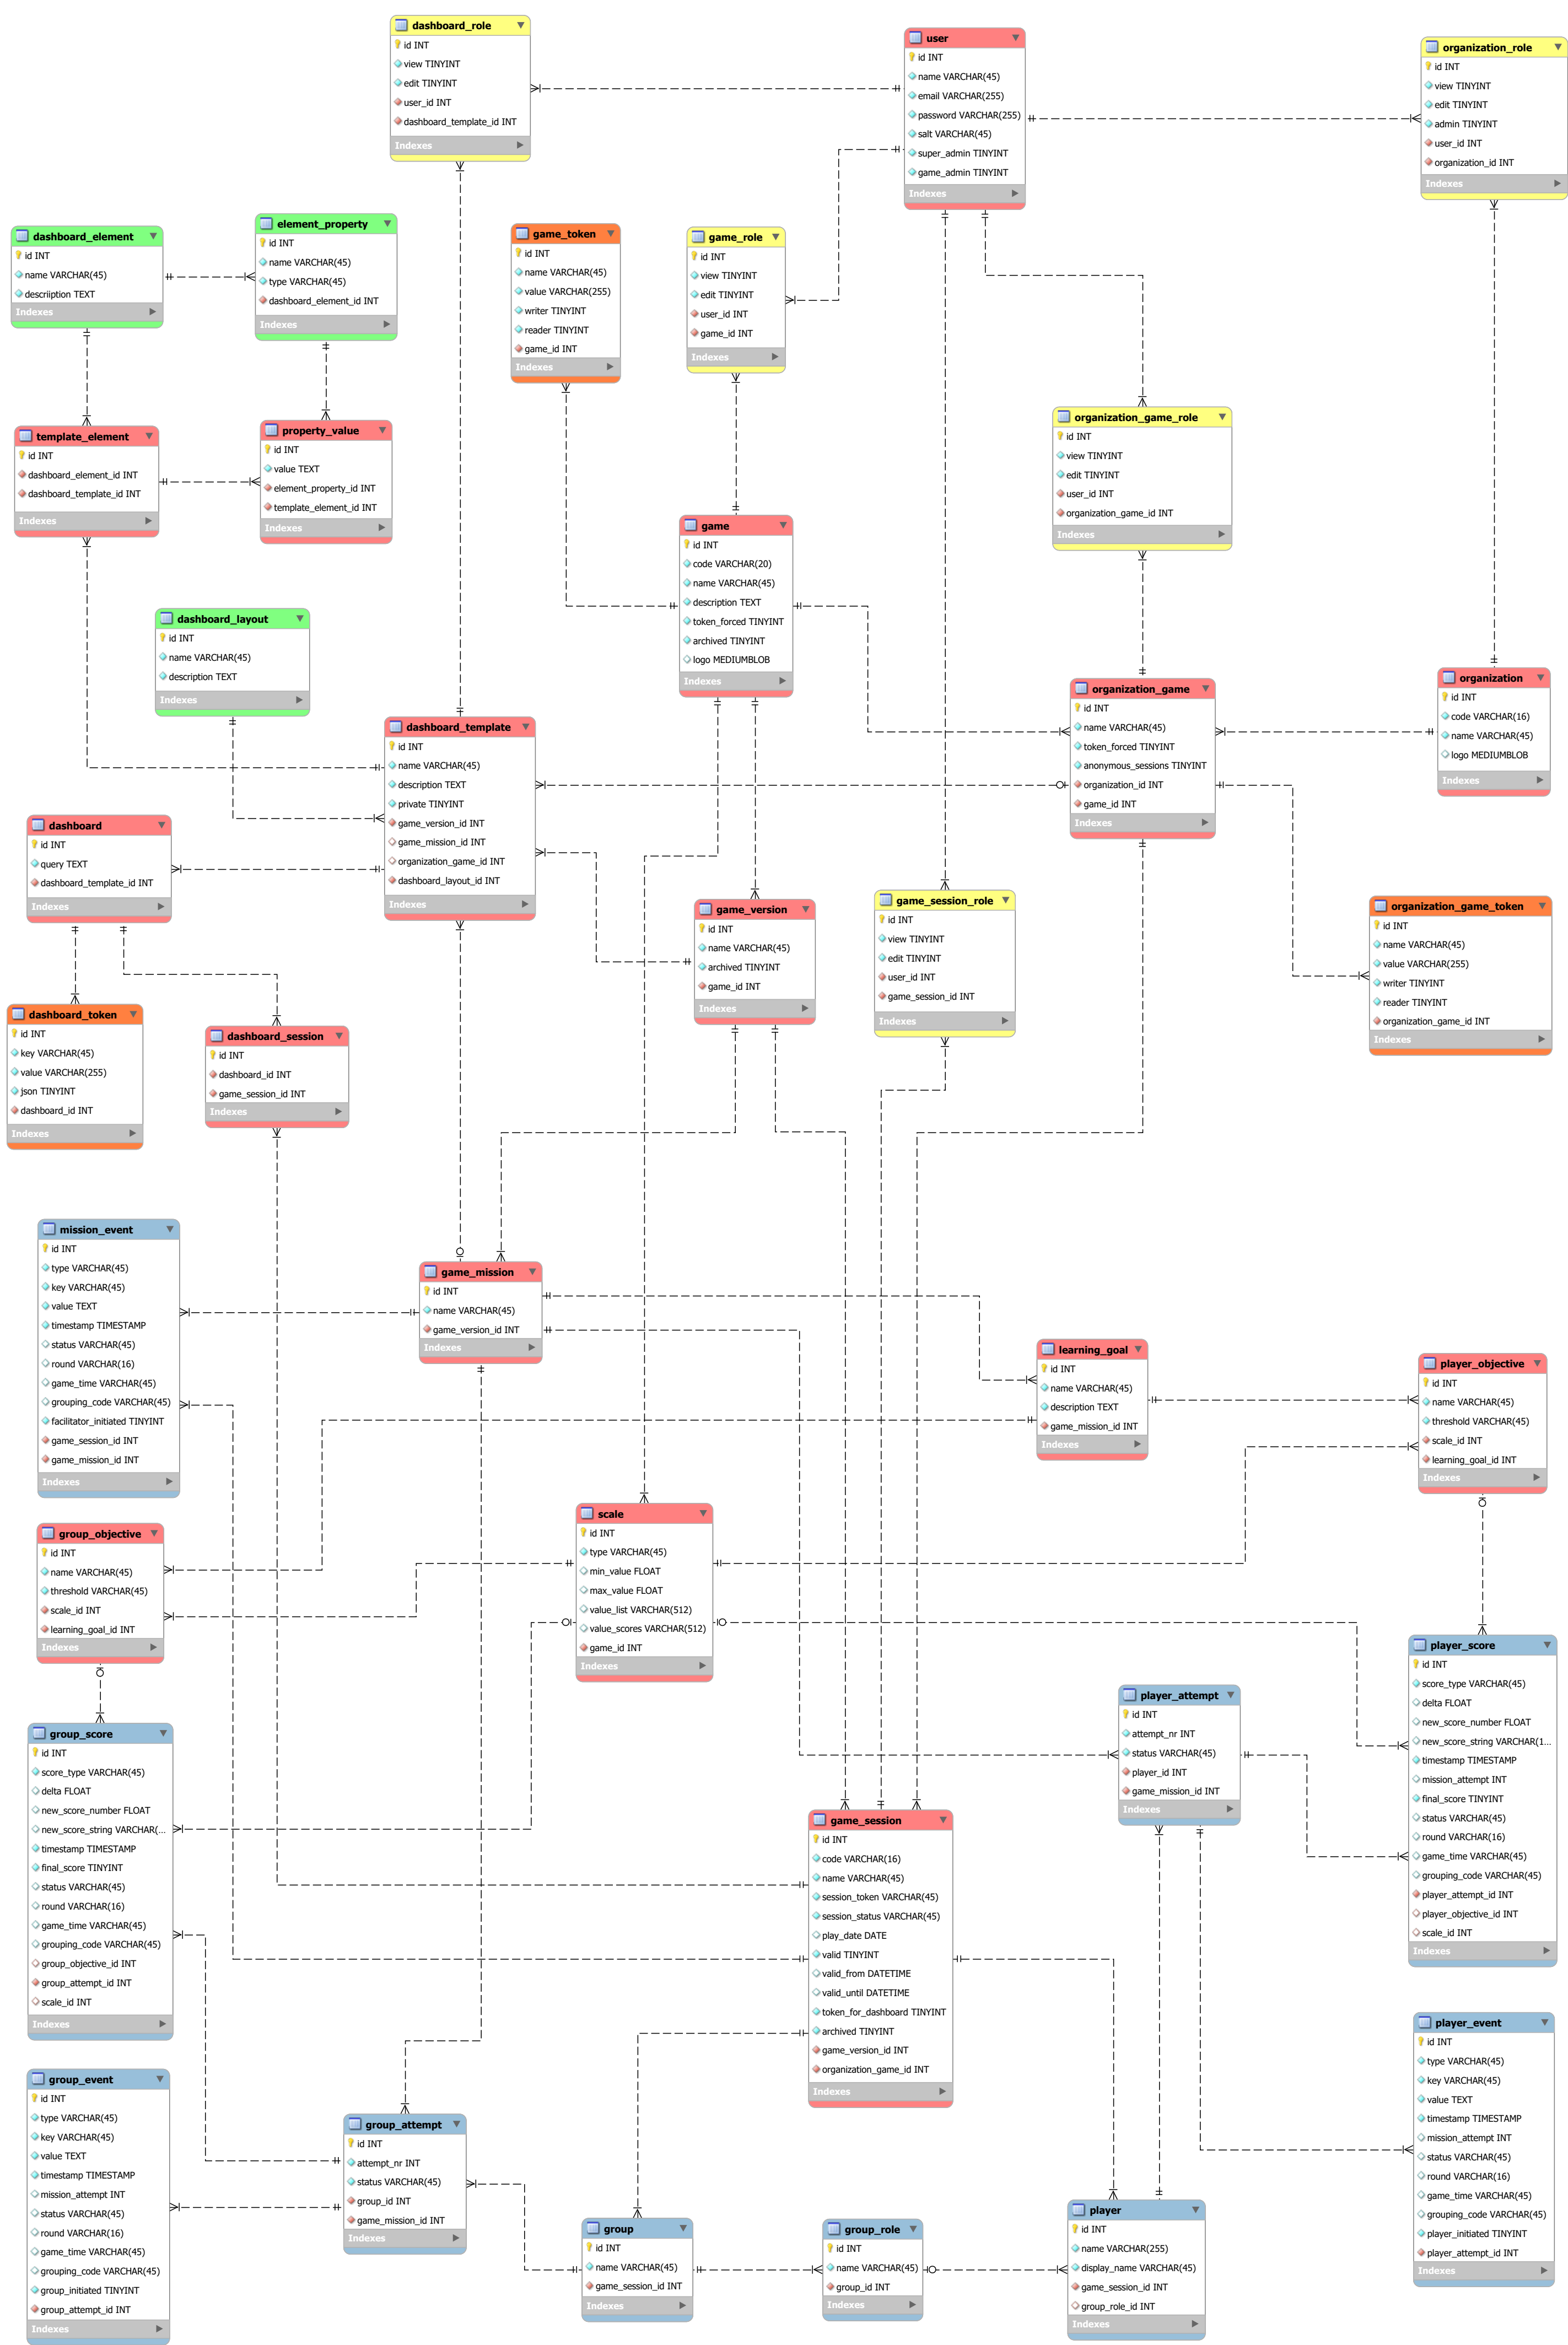 dashboard_role
id INT
view TINYINT
edit TINYINT
user_id INT
dashboard_template_id INT
Indexes
user
id INT
name VARCHAR(45)
email VARCHAR(255)
password VARCHAR(255)
salt VARCHAR(45)
super_admin TINYINT
game_admin TINYINT
Indexes
organization_role
id INT
view TINYINT
edit TINYINT
admin TINYINT
user_id INT
organization_id INT
Indexes
dashboard_element
id INT
name VARCHAR(45)
descriiption TEXT
Indexes
element_property
id INT
name VARCHAR(45)
type VARCHAR(45)
dashboard_element_id INT
Indexes
game_token
id INT
name VARCHAR(45)
value VARCHAR(255)
writer TINYINT
reader TINYINT
game_id INT
Indexes
game_role
id INT
view TINYINT
edit TINYINT
user_id INT
game_id INT
Indexes
organization_game_role
id INT
view TINYINT
edit TINYINT
user_id INT
organization_game_id INT
Indexes
template_element
id INT
dashboard_element_id INT
dashboard_template_id INT
Indexes
property_value
id INT
value TEXT
element_property_id INT
template_element_id INT
Indexes
game
id INT
code VARCHAR(20)
name VARCHAR(45)
description TEXT
token_forced TINYINT
archived TINYINT
logo MEDIUMBLOB
Indexes
dashboard_layout
id INT
name VARCHAR(45)
description TEXT
Indexes
organization_game
id INT
name VARCHAR(45)
token_forced TINYINT
anonymous_sessions TINYINT
organization_id INT
game_id INT
Indexes
organization
id INT
code VARCHAR(16)
name VARCHAR(45)
logo MEDIUMBLOB
Indexes
dashboard_template
id INT
name VARCHAR(45)
description TEXT
private TINYINT
game_version_id INT
game_mission_id INT
organization_game_id INT
dashboard_layout_id INT
Indexes
dashboard
id INT
query TEXT
dashboard_template_id INT
Indexes
game_version
id INT
name VARCHAR(45)
archived TINYINT
game_id INT
Indexes
game_session_role
id INT
view TINYINT
edit TINYINT
user_id INT
game_session_id INT
Indexes
organization_game_token
id INT
name VARCHAR(45)
value VARCHAR(255)
writer TINYINT
reader TINYINT
organization_game_id INT
Indexes
dashboard_token
id INT
key VARCHAR(45)
value VARCHAR(255)
json TINYINT
dashboard_id INT
Indexes
dashboard_session
id INT
dashboard_id INT
game_session_id INT
Indexes
mission_event
id INT
type VARCHAR(45)
key VARCHAR(45)
value TEXT
timestamp TIMESTAMP
status VARCHAR(45)
round VARCHAR(16)
game_time VARCHAR(45)
grouping_code VARCHAR(45)
facilitator_initiated TINYINT
game_session_id INT
game_mission_id INT
Indexes
game_mission
id INT
name VARCHAR(45)
game_version_id INT
Indexes
learning_goal
id INT
name VARCHAR(45)
description TEXT
game_mission_id INT
Indexes
player_objective
id INT
name VARCHAR(45)
threshold VARCHAR(45)
scale_id INT
learning_goal_id INT
Indexes
group_objective
id INT
name VARCHAR(45)
threshold VARCHAR(45)
scale_id INT
learning_goal_id INT
Indexes
scale
id INT
type VARCHAR(45)
min_value FLOAT
max_value FLOAT
value_list VARCHAR(512)
value_scores VARCHAR(512)
game_id INT
Indexes
player_score
id INT
score_type VARCHAR(45)
delta FLOAT
new_score_number FLOAT
new_score_string VARCHAR(1...
timestamp TIMESTAMP
mission_attempt INT
final_score TINYINT
status VARCHAR(45)
round VARCHAR(16)
game_time VARCHAR(45)
grouping_code VARCHAR(45)
player_attempt_id INT
player_objective_id INT
scale_id INT
Indexes
player_attempt
id INT
attempt_nr INT
status VARCHAR(45)
player_id INT
game_mission_id INT
Indexes
group_score
id INT
score_type VARCHAR(45)
delta FLOAT
new_score_number FLOAT
new_score_string VARCHAR(...
timestamp TIMESTAMP
final_score TINYINT
status VARCHAR(45)
round VARCHAR(16)
game_time VARCHAR(45)
grouping_code VARCHAR(45)
group_objective_id INT
group_attempt_id INT
scale_id INT
Indexes
game_session
id INT
code VARCHAR(16)
name VARCHAR(45)
session_token VARCHAR(45)
session_status VARCHAR(45)
play_date DATE
valid TINYINT
valid_from DATETIME
valid_until DATETIME
token_for_dashboard TINYINT
archived TINYINT
game_version_id INT
organization_game_id INT
Indexes
player_event
id INT
type VARCHAR(45)
key VARCHAR(45)
value TEXT
timestamp TIMESTAMP
mission_attempt INT
status VARCHAR(45)
round VARCHAR(16)
game_time VARCHAR(45)
grouping_code VARCHAR(45)
player_initiated TINYINT
player_attempt_id INT
Indexes
group_event
id INT
type VARCHAR(45)
key VARCHAR(45)
value TEXT
timestamp TIMESTAMP
mission_attempt INT
status VARCHAR(45)
round VARCHAR(16)
game_time VARCHAR(45)
grouping_code VARCHAR(45)
group_initiated TINYINT
group_attempt_id INT
Indexes
group_attempt
id INT
attempt_nr INT
status VARCHAR(45)
group_id INT
game_mission_id INT
Indexes
group
id INT
name VARCHAR(45)
game_session_id INT
Indexes
group_role
id INT
name VARCHAR(45)
group_id INT
Indexes
player
id INT
name VARCHAR(255)
display_name VARCHAR(45)
game_session_id INT
group_role_id INT
Indexes